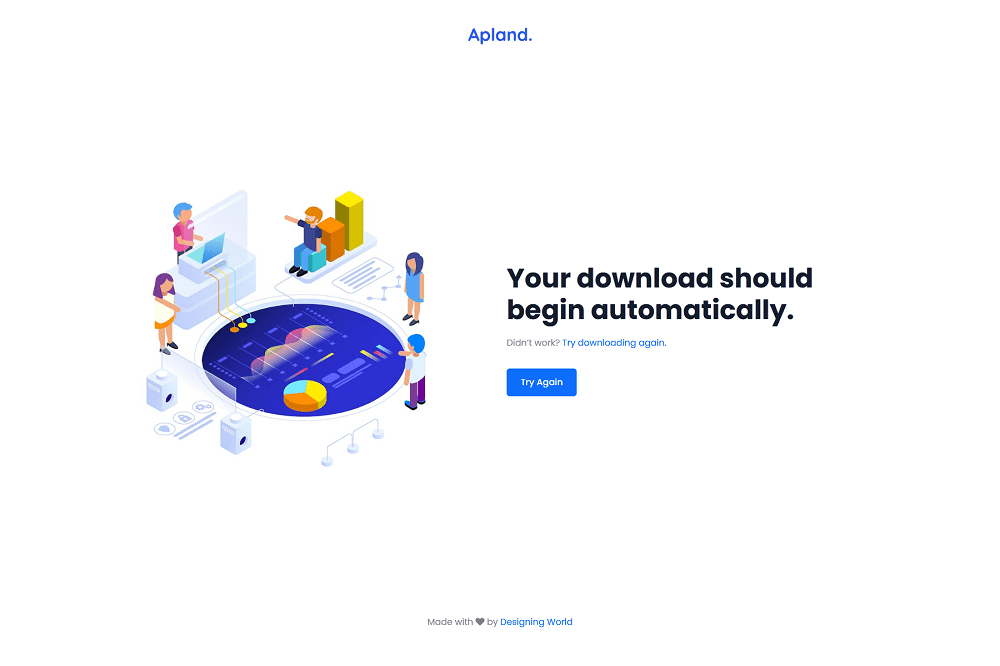 Apland.
Your download should
begin automatically.
Didn’t work? Try downloading again.
Try Again
Made with ♥ by Designing World